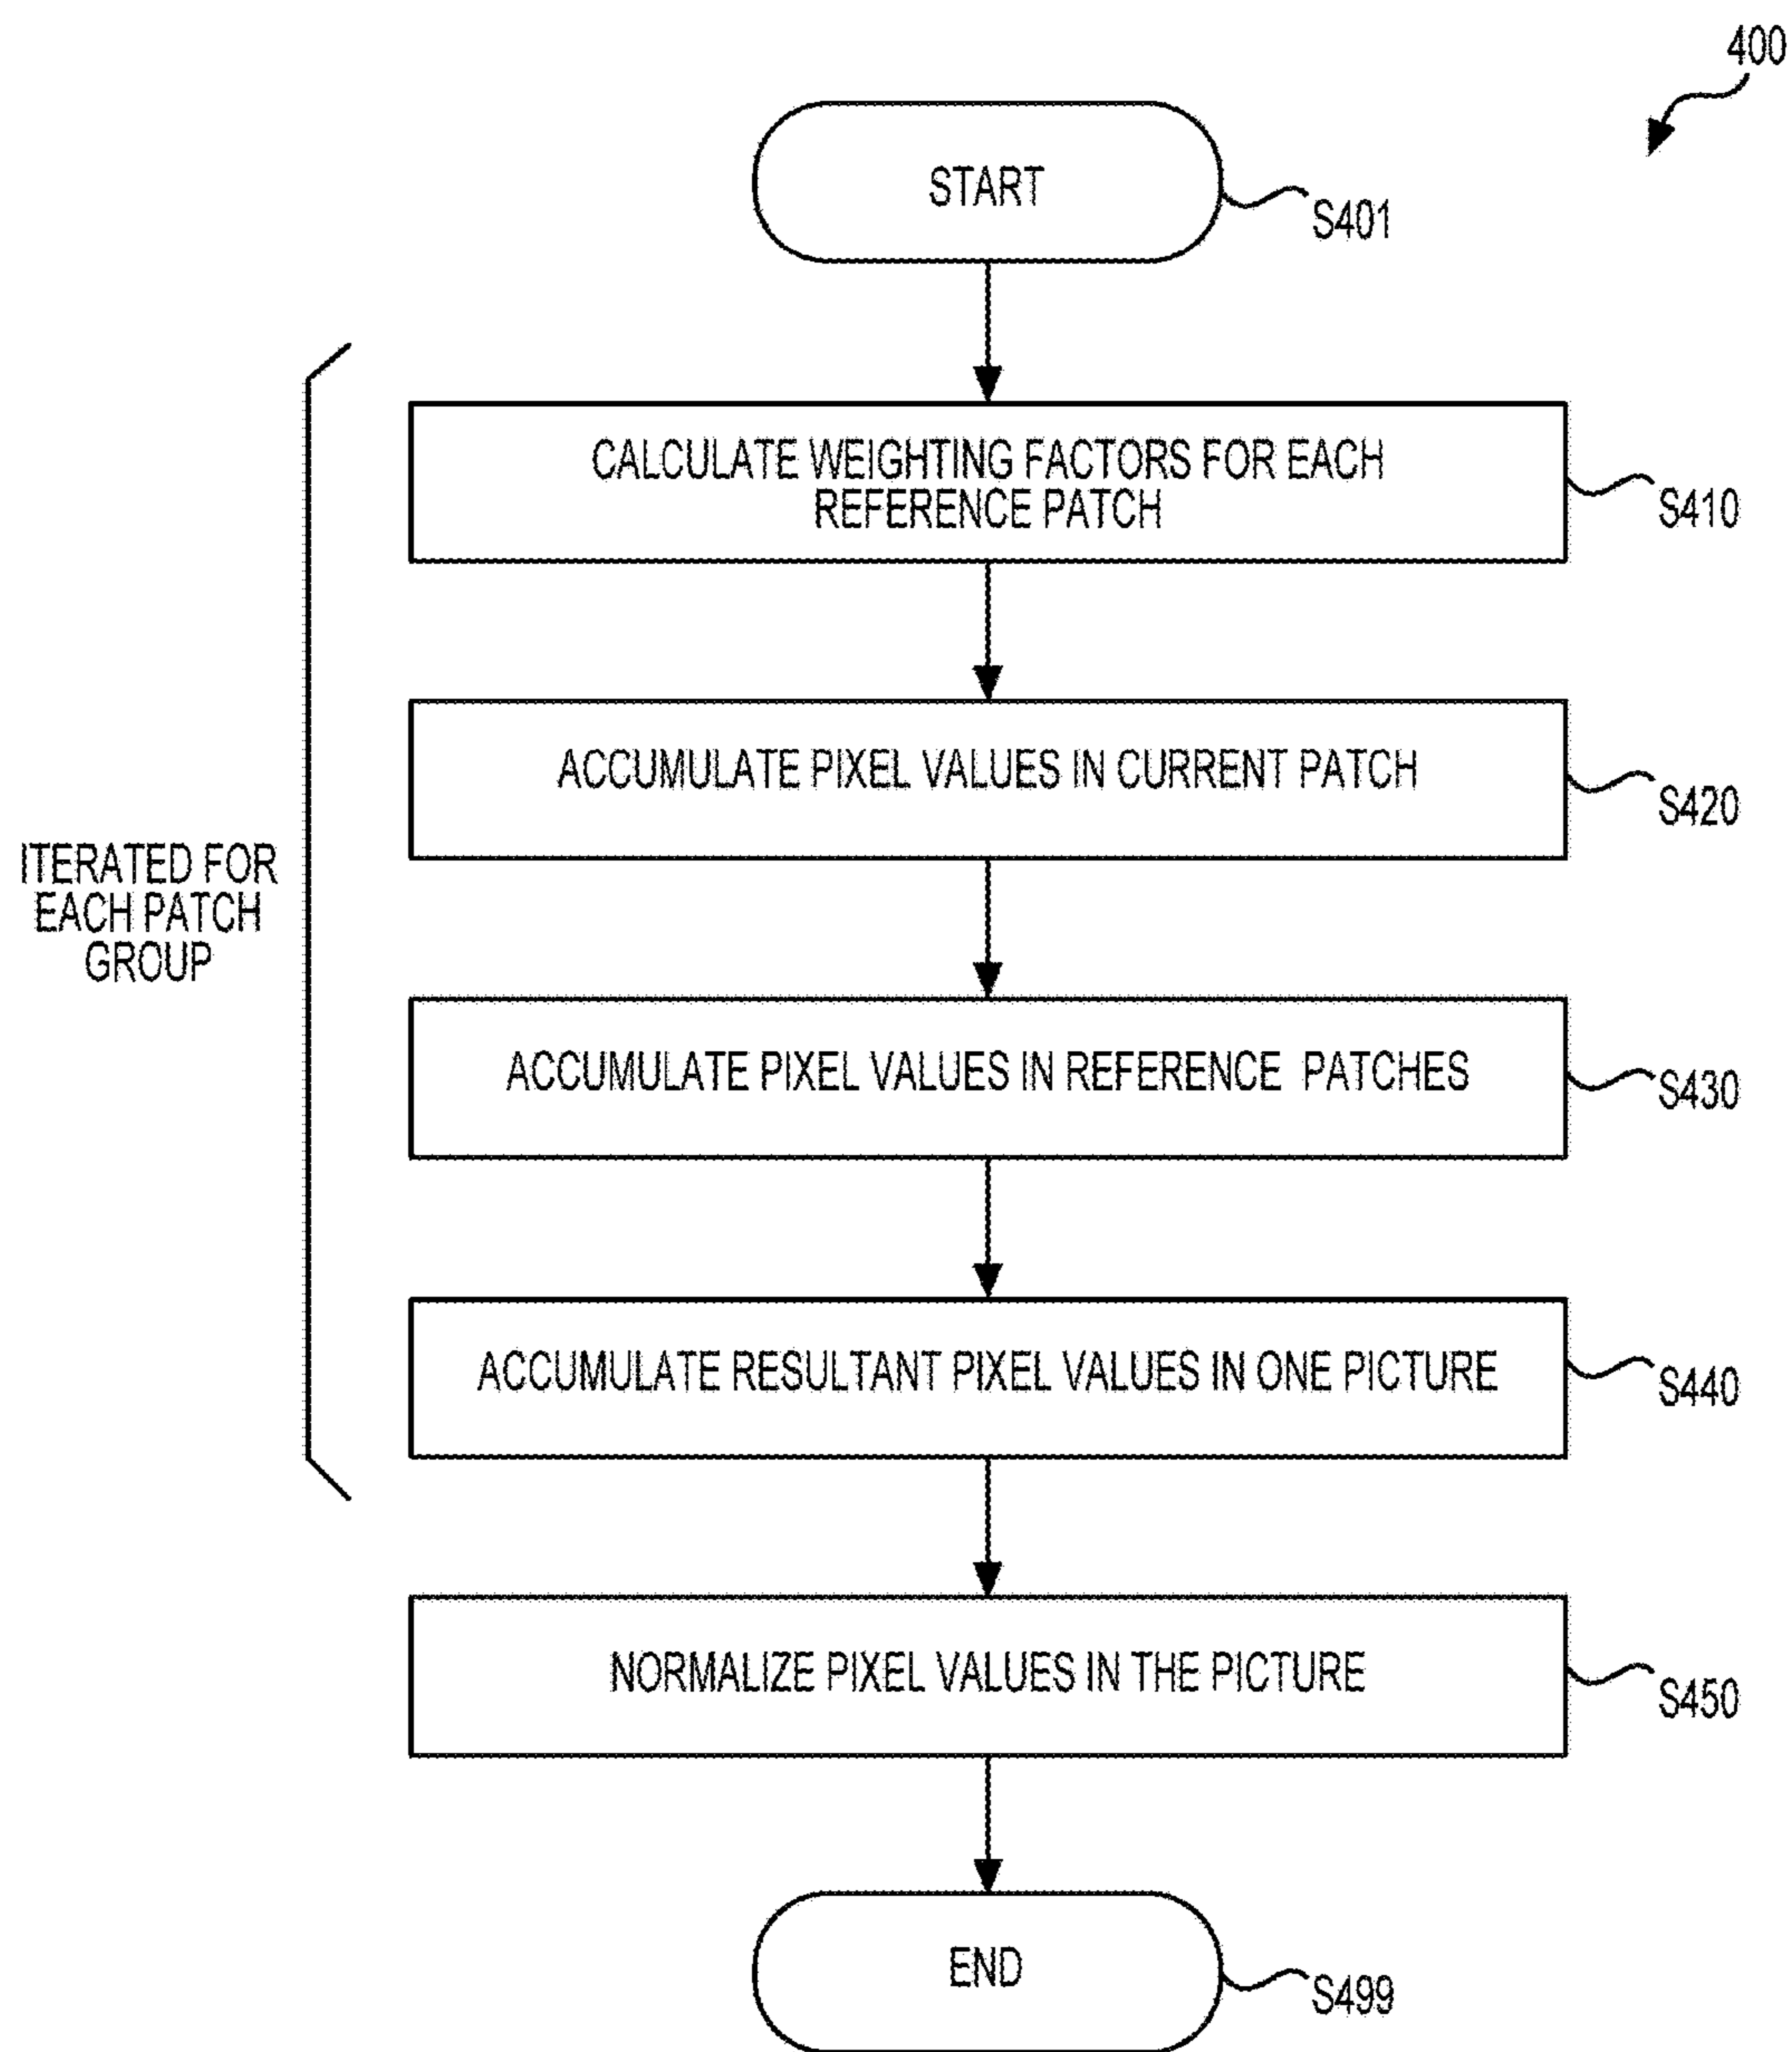 400
START
S401
CALCULATE WEIGHTING FACTORS FOR EACH
REFERENCE PATCH
S410
ACCUMULATE PIXEL VALUES IN CURRENT PATCH
S420
ITERATED FOR
EACH PATCH
GROUP
ACCUMULATE PIXEL VALUES IN REFERENCE PATCHES
S430
ACCUMULATE RESULTANT PIXEL VALUES IN ONE PICTURE
S440
NORMALIZE PIXEL VALUES IN THE PICTURE
S450
END
S499